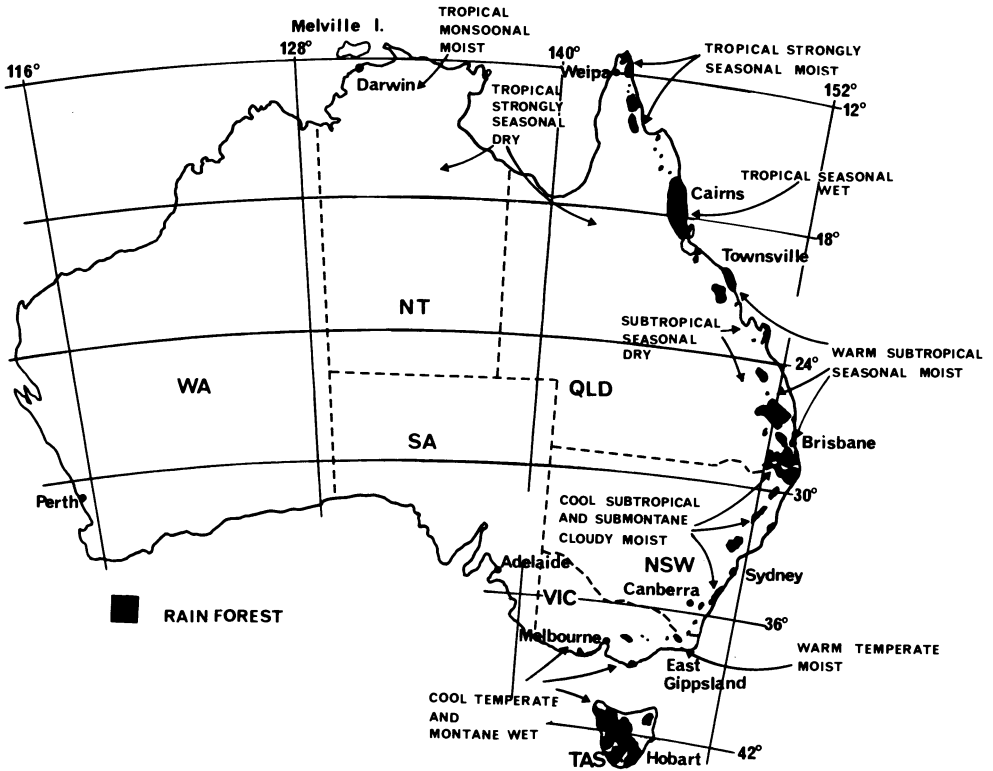 TROPICAL
MONSOONAL
MOIST
Melville I.
116°
128°
140°
152°
12°
Darwin
Weipa
TROPICAL STRONGLY
SEASONAL MOIST
TROPICAL
STRONGLY
SEASONAL
DRY
TROPICAL SEASONAL
WET
Cairns
18°
Townsville
NT
SUBTROPICAL
SEASONAL
DRY
WARM SUBTROPICAL
SEASONAL MOIST
24°
WA
QLD
SA
Brisbane
30°
Perth
COOL SUBTROPICAL
AND SUBMONTANE
CLOUDY MOIST
Adelaide
NSW
Sydney
Canberra
VIC
36°
RAIN FOREST
Melbourne
WARM TEMPERATE
MOIST
East
Gippsland
COOL TEMPERATE
AND
MONTANE WET
TAS
Hobart
42°